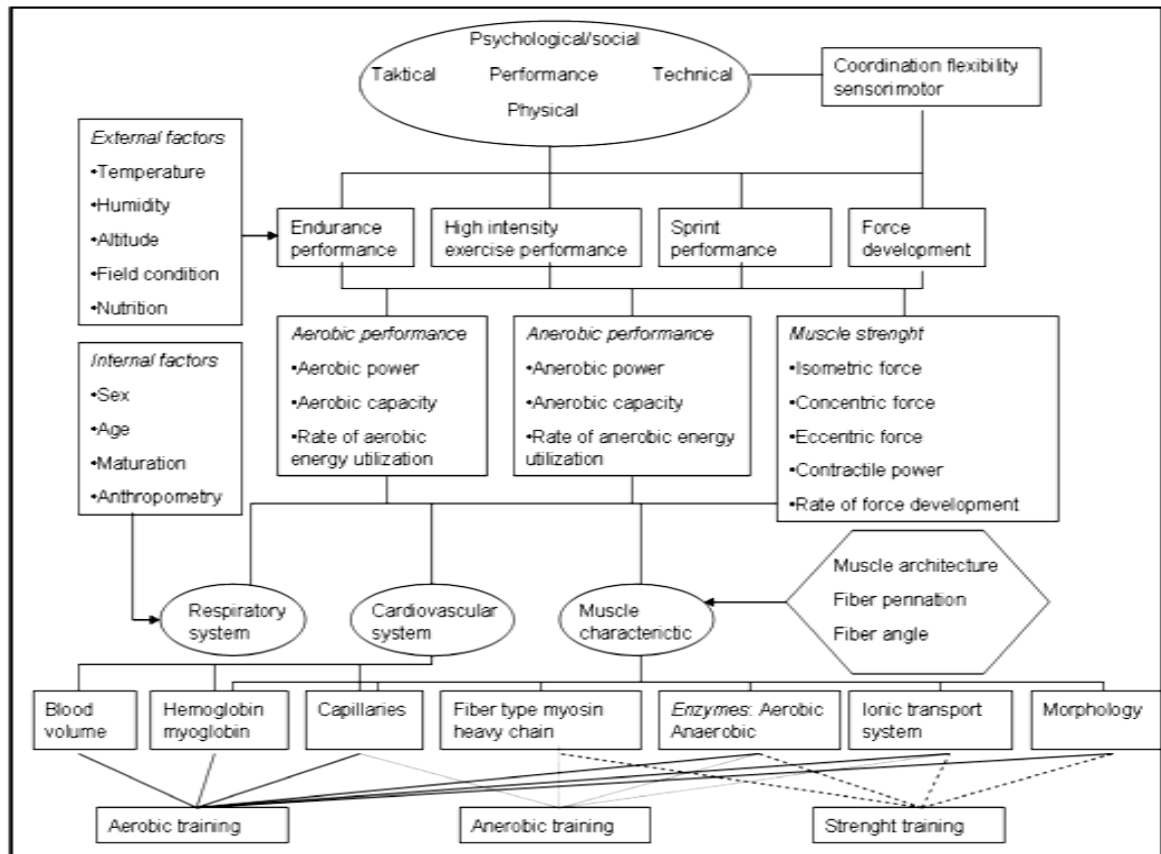 Psychological/social
Taktical Performance Technical
Physical
Coordination flexibility
sensorimotor
External factors
•Temperature
•Humidity
•Altitude
•Field condition
•Nutrition
Endurance
performance
High intensity
exercise performance
Sprint
performance
Force
development
Internal factors
•Sex
•Age
•Maturation
•Anthropometry
Aerobic performance
•Aerobic power
•Aerobic capacity
•Rate of aerobic
energy utilization
Anerobic performance
•Anerobic power
•Anerobic capacity
•Rate of anerobic energy
utilization
Muscle strenght
•Isometric force
•Concentric force
•Eccentric force
•Contractile power
•Rate of force development
Respiratory
system
Cardiovascular
system
Muscle
characterictic
Muscle architecture
Fiber pennation
Fiber angle
Blood
volume
Hemoglobin
myoglobin
Capillaries
Fiber type myosin
heavy chain
Enzymes: Aerobic
Anaerobic
Ionic transport
system
Morphology
Aerobic training
Anerobic training
Strenght training